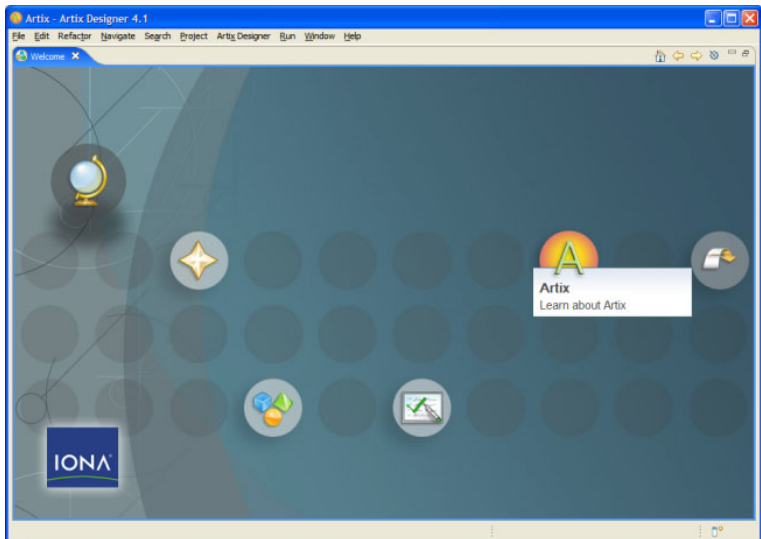 Artix - Artix Designer 4.1
File Edit Refactor Navigate Search Project Artix Designer Run Window Help
Welcome
A
Artix
Learn about Artix
IONA